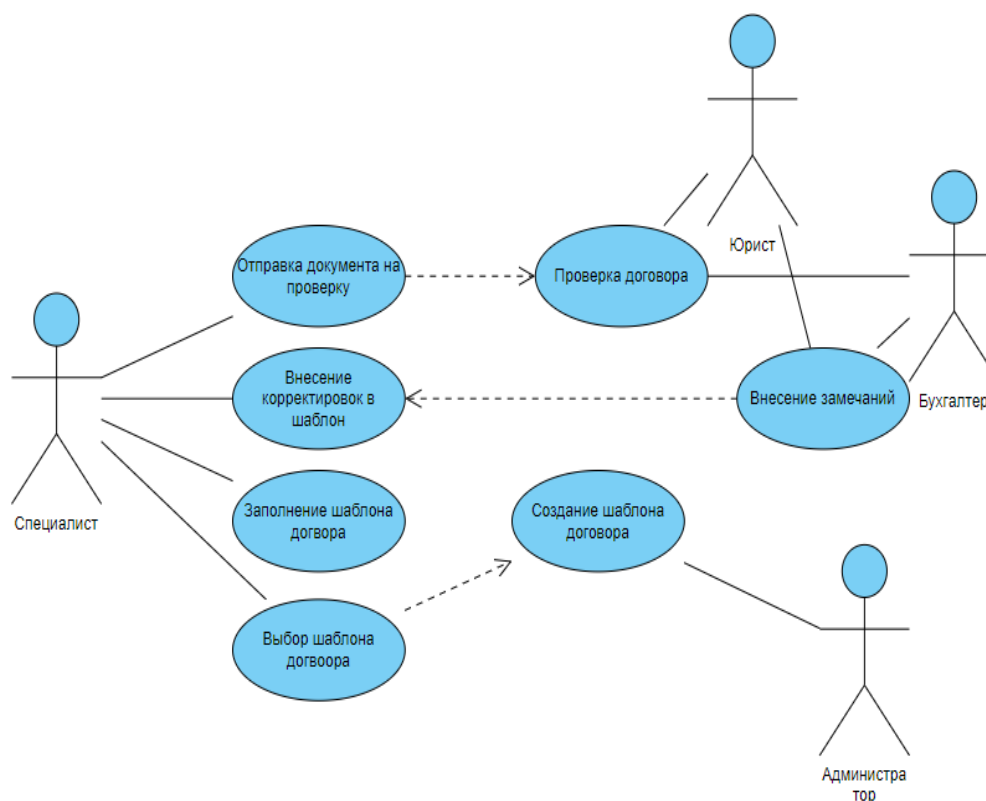 Юрист
Отправка документа на
проверку
Проверка договора
Внесение
корректировок в
шаблон
Внесение замечаний
Бухгалтер
Специалист
Заполнение шаблона
догвора
Создание шаблона
договора
Выбор шаблона
догвоора
Администра
тор